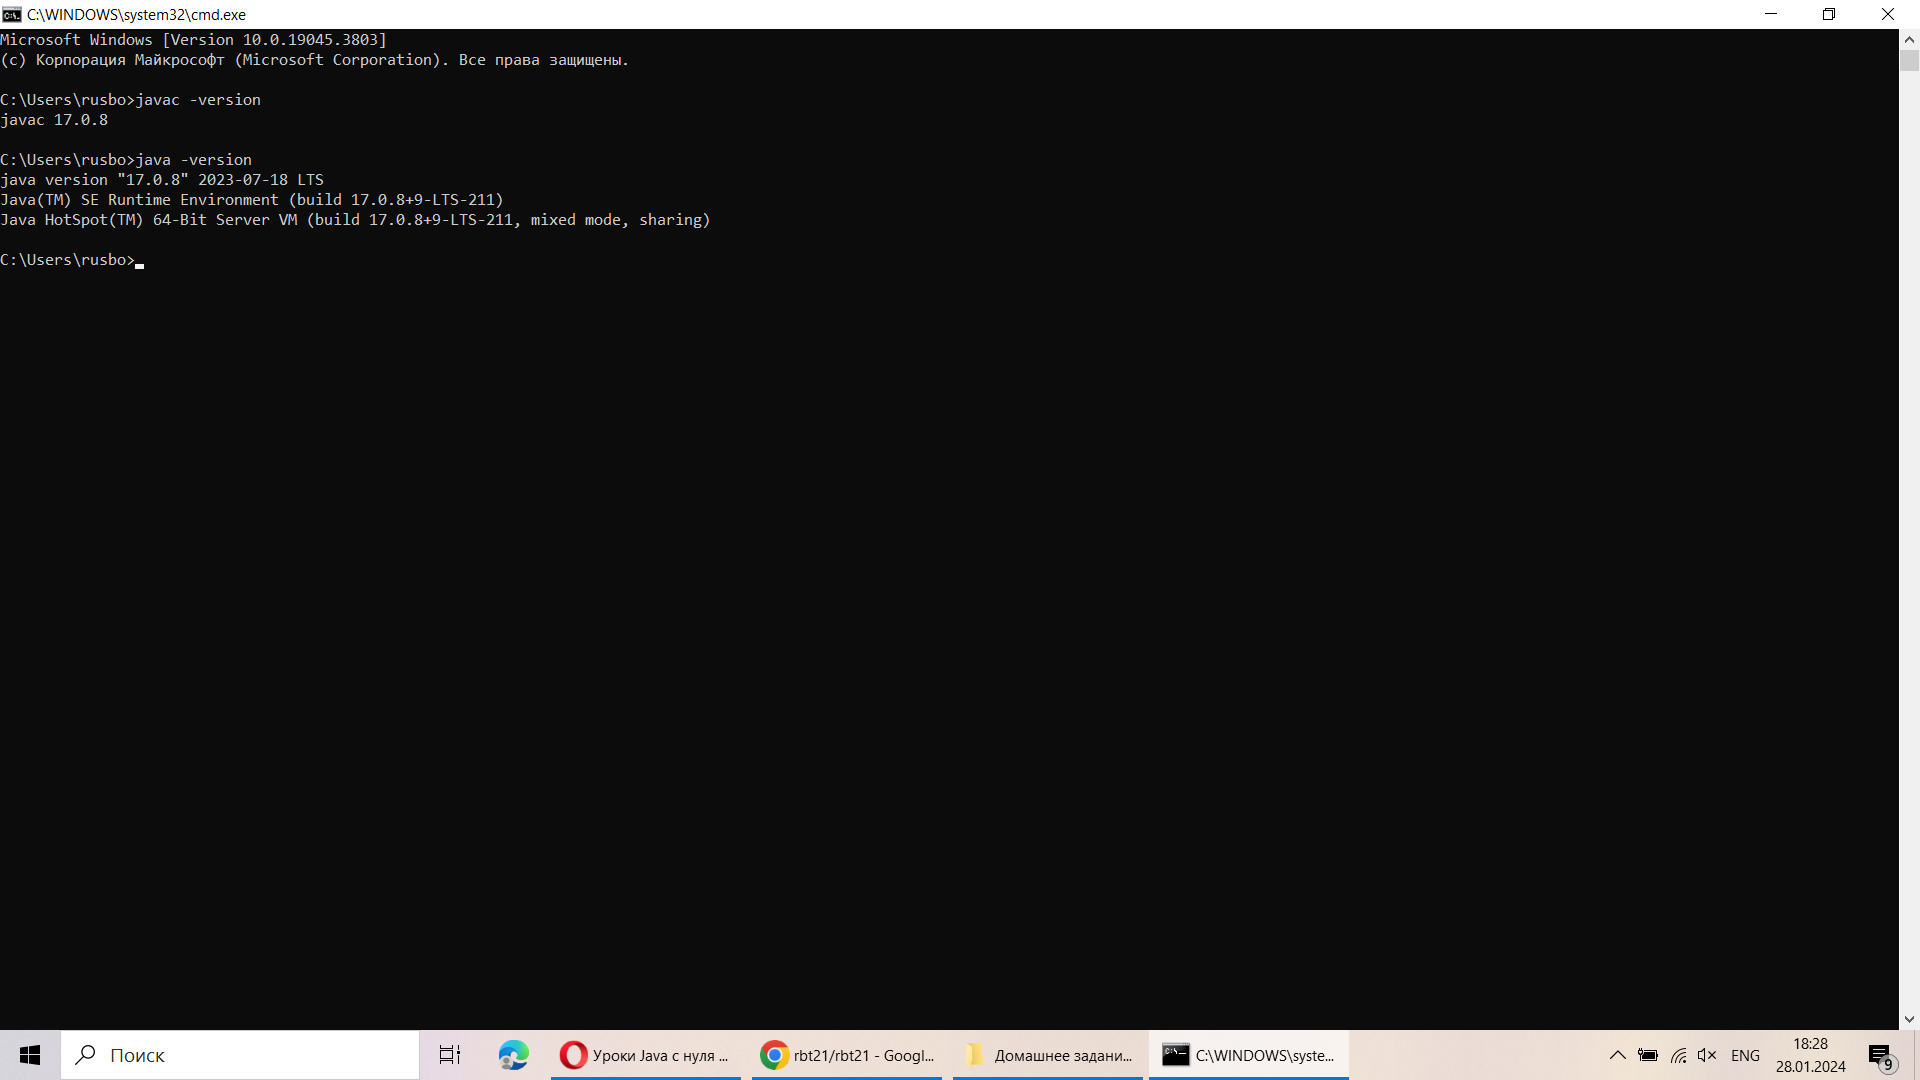 C:\WINDOWS\system32\cmd.exe
Microsoft Windows [Version 10.0.19045.3803]
(c) Корпорация Майкрософт (Microsoft Corporation). Все права защищены.
C:\Users\rusbo>javac -version
javac 17.0.8
C:\Users\rusbo>java -version
java version "17.0.8" 2023-07-18 LTS
Java(TM) SE Runtime Environment (build 17.0.8+9-LTS-211)
Java HotSpot(TM) 64-Bit Server VM (build 17.0.8+9-LTS-211, mixed mode, sharing)
C:\Users\rusbo>
Поиск
Уроки Java с нуля ...
rbt21/rbt21 - Googl...
Домашнее задани...
C:\WINDOWS\syste...
ENG
18:28
28.01.2024
9